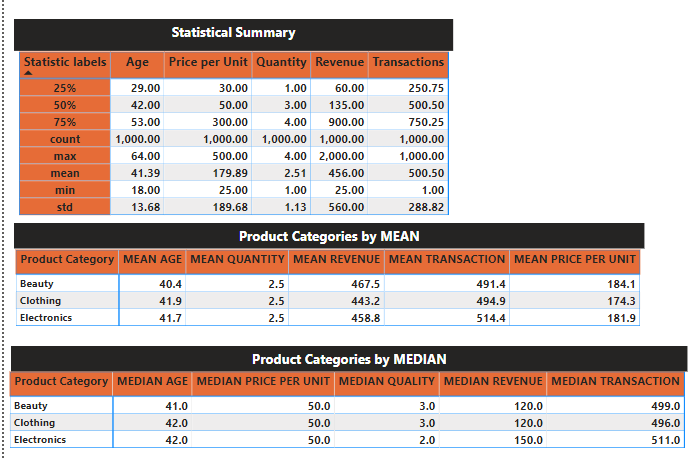 Statistical Summary
Statistic labels Age Price per Unit Quantity Revenue Transactions
25% 29.00 30.00 1.00 60.00 250.75
50% 42.00 50.00 3.00 135.00 500.50
75% 53.00 300.00 4.00 900.00 750.25
count 1,000.00 1,000.00 1,000.00 1,000.00 1,000.00
max 64.00 500.00 4.00 2,000.00 1,000.00
mean 41.39 179.89 2.51 456.00 500.50
min 18.00 25.00 1.00 25.00 1.00
std 13.68 189.68 1.13 560.00 288.82
Product Categories by MEAN
Product Category MEAN AGE MEAN QUANTITY MEAN REVENUE MEAN TRANSACTION MEAN PRICE PER UNIT
Beauty 40.4 2.5 467.5 491.4 184.1
Clothing 41.9 2.5 443.2 494.9 174.3
Electronics 41.7 2.5 458.8 514.4 181.9
Product Categories by MEDIAN
Product Category MEDIAN AGE MEDIAN PRICE PER UNIT MEDIAN QUALITY MEDIAN REVENUE MEDIAN TRANSACTION
Beauty 41.0 50.0 3.0 120.0 499.0
Clothing 42.0 50.0 3.0 120.0 496.0
Electronics 42.0 50.0 2.0 150.0 511.0